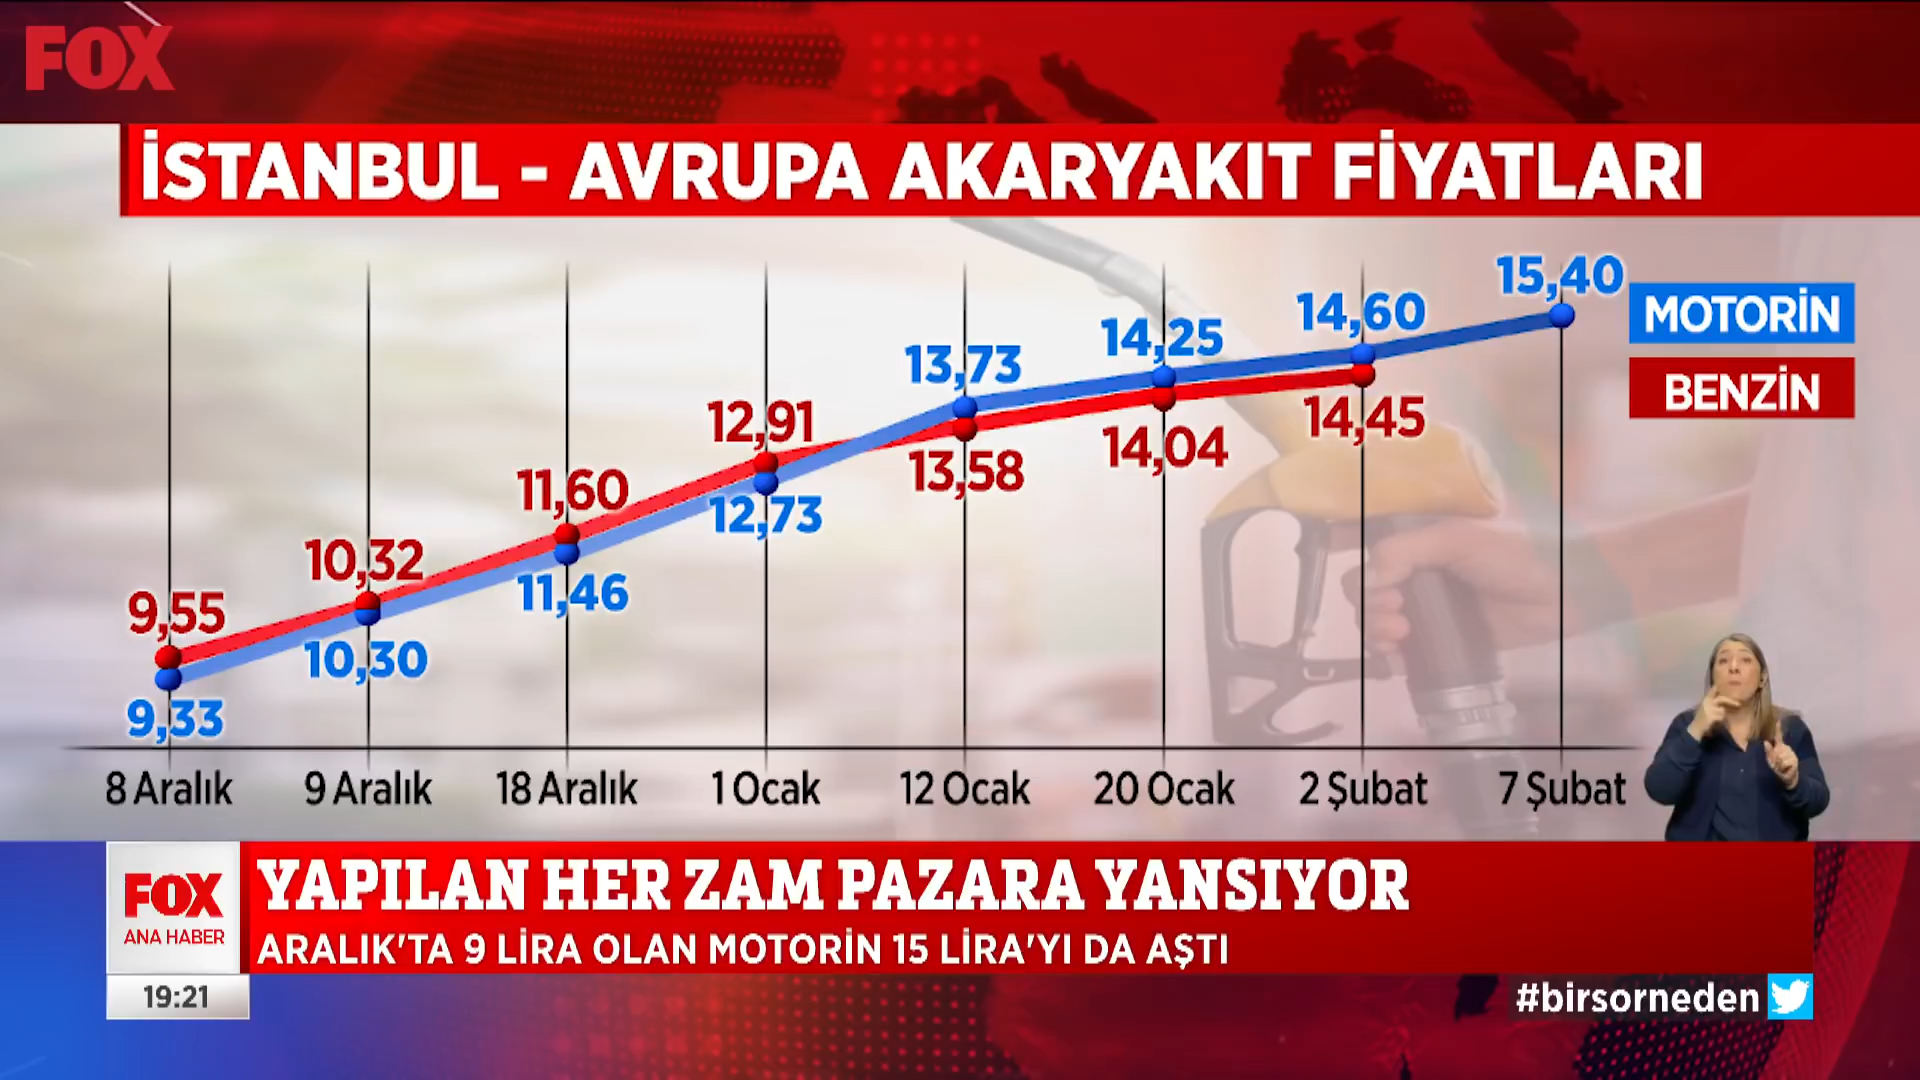 FOX
İSTANBUL - AVRUPA AKARYAKIT FİYATLARI
15,40
14,60
14,25
13,73
MOTORİN
BENZİN
12,91
14,45
14,04
13,58
11,60
12,73
10,32
11,46
9,55
10,30
9,33
8 Aralık 9 Aralık 18 Aralık 1 Ocak 12 Ocak 20 Ocak 2 Şubat 7 Şubat
FOX
ANA HABER
YAPILAN HER ZAM PAZARA YANSIYOR
ARALIK'TA 9 LİRA OLAN MOTORİN 15 LİRA'YI DA AŞTI
19:21
#birsorneden